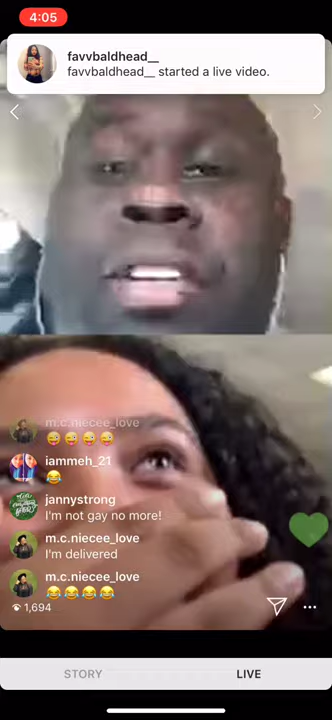 4:05
favvbaldhead__
favvbaldhead__ started a live video.
m.c.niecee_love
😜😜😜😜
iammeh_21
😂
jannystrong
I'm not gay no more!
m.c.niecee_love
I'm delivered
m.c.niecee_love
😂😂😂😂
1,694
STORY
LIVE